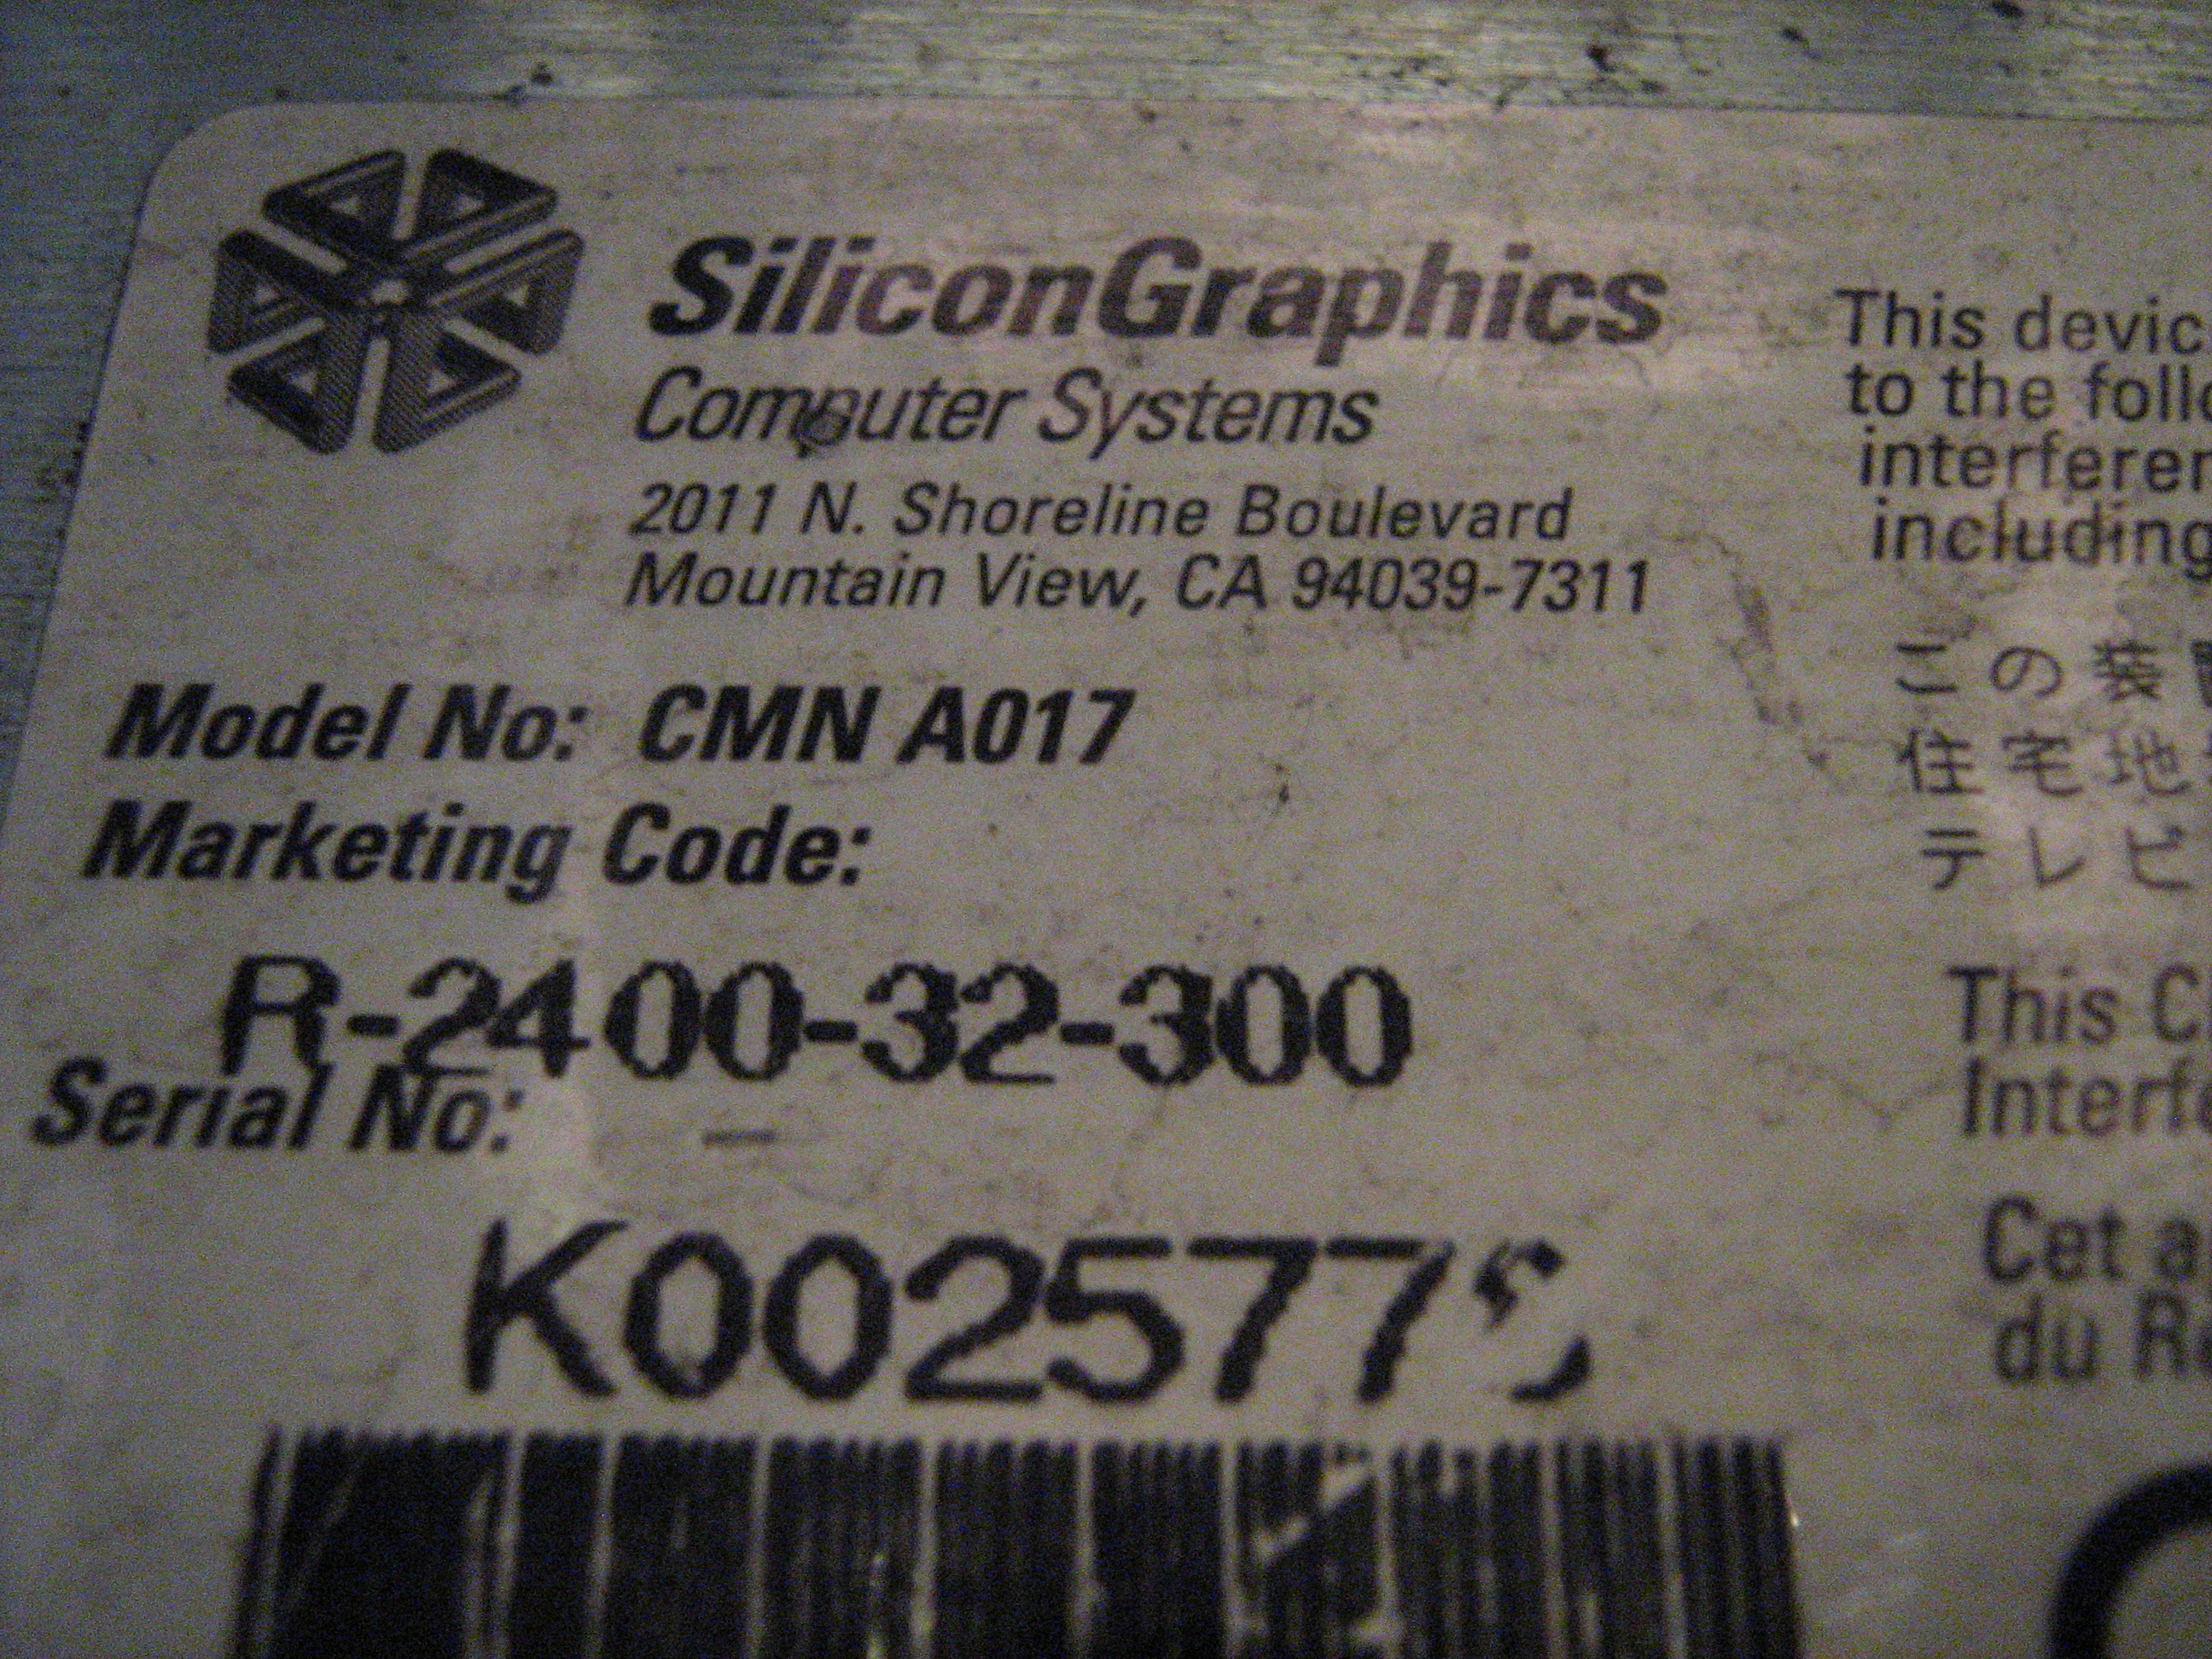 SiliconGraphics
Computer Systems
2011 N. Shoreline Boulevard
Mountain View, CA 94039-7311
Model No: CMN A017
Marketing Code:
R-2400-32-300
Serial No:
This devic
to the follo
interferen
including
この装
住宅地
テレビ
This C
Interf
Cet a
du R